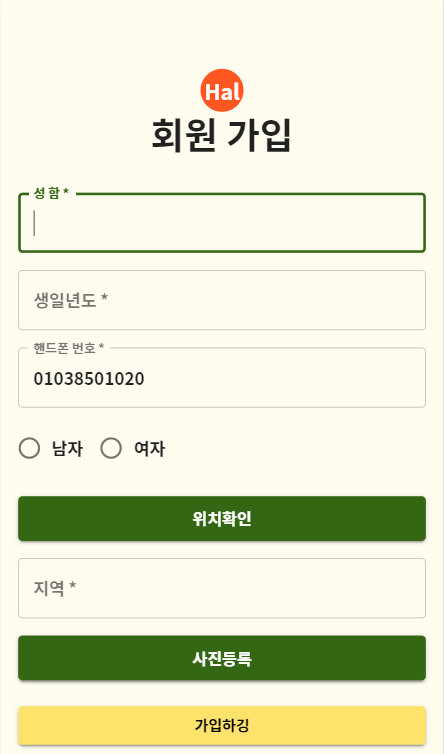 Hal
회원 가입
성 함 *
생일년도 *
핸드폰 번호 *
01038501020
남자 여자
위치확인
지역 *
사진등록
가입하깅